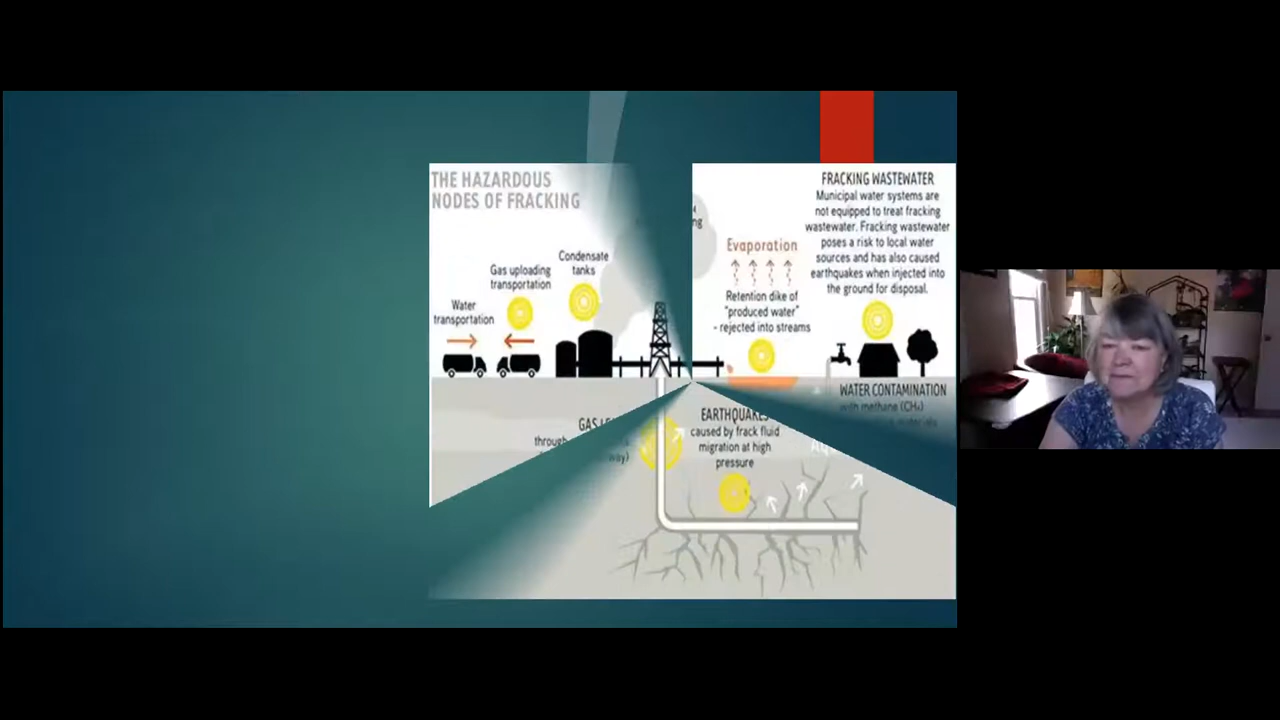 THE HAZARDOUS
NODES OF FRACKING
Condensate
tanks
Gas uploading
transportation
Water
transportation
Evaporation
Retention dike of
"produced water"
- rejected into streams
FRACKING WASTEWATER
Municipal water systems are
not equipped to treat fracking
wastewater. Fracking wastewater
poses a risk to local water
sources and has also caused
earthquakes when injected into
the ground for disposal.
WATER CONTAMINATION
with methane (CH₄)
GAS
through
way)
EARTHQUAKES
caused by frack fluid
migration at high
pressure